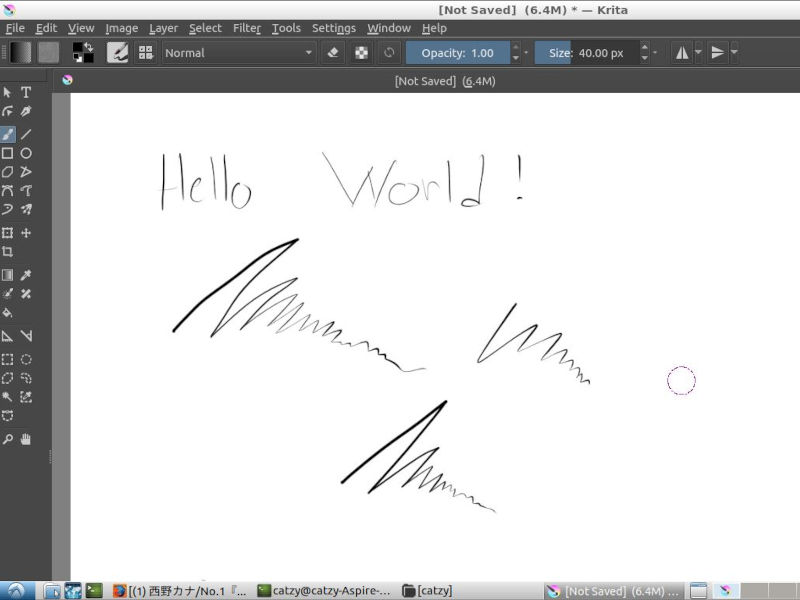 [Not Saved] (6.4M) * — Krita
File Edit View Image Layer Select Filter Tools Settings Window Help
Normal Opacity: 1.00 Size: 40.00 px
[Not Saved] (6.4M)
Hello World!
[(1) 西野カナ/No.1『... catzy@catzy-Aspire-... [catzy] [Not Saved] (6.4M) ...